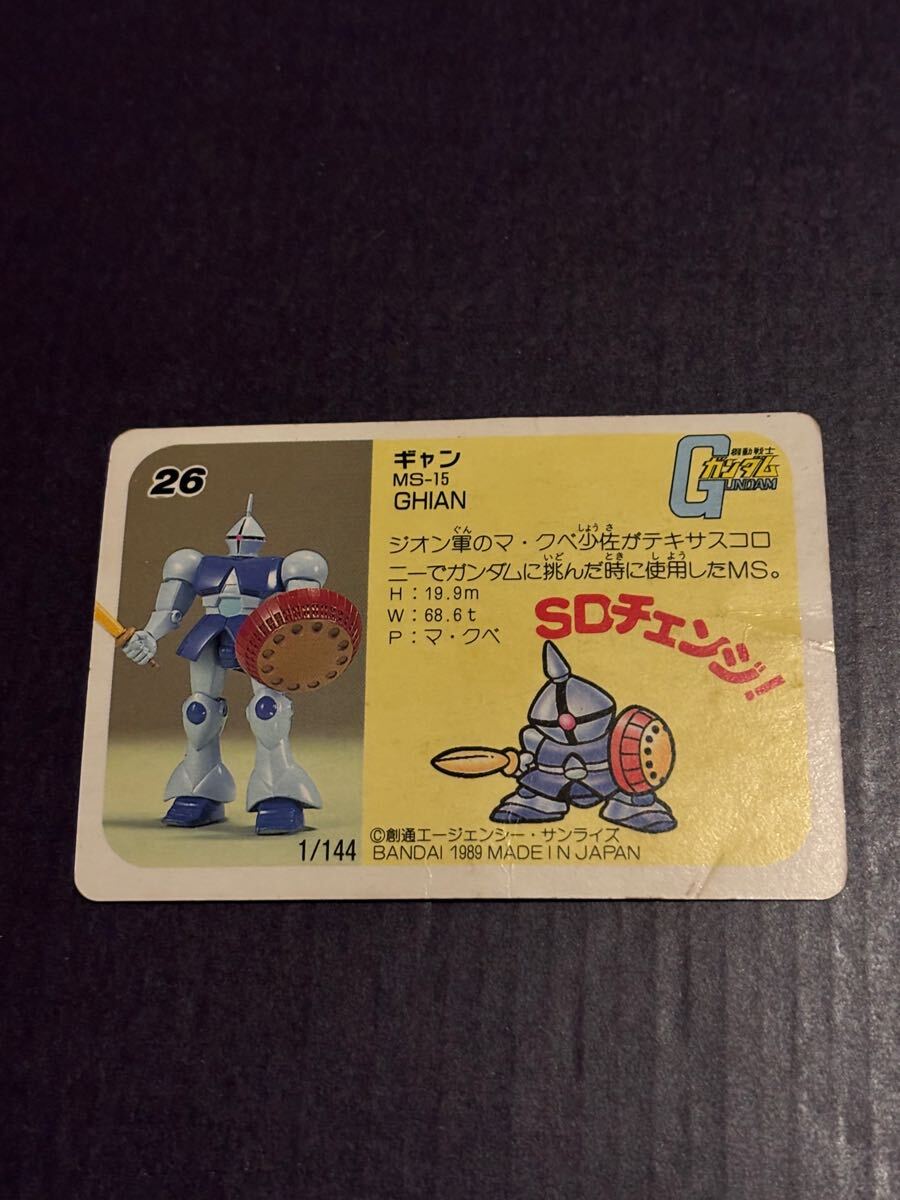 26
ギャン
MS-15
GHIAN
機動戦士
ガンダム
GUNDAM
ジオン軍のマ・クベ少佐がテキサスコロ
ニーでガンダムに挑んだ時に使用したMS。
H：19.9m
W：68.6t
P：マ・クベ
SDチェンジ!
1/144
©創通エージェンシー・サンライズ
BANDAI 1989 MADE IN JAPAN